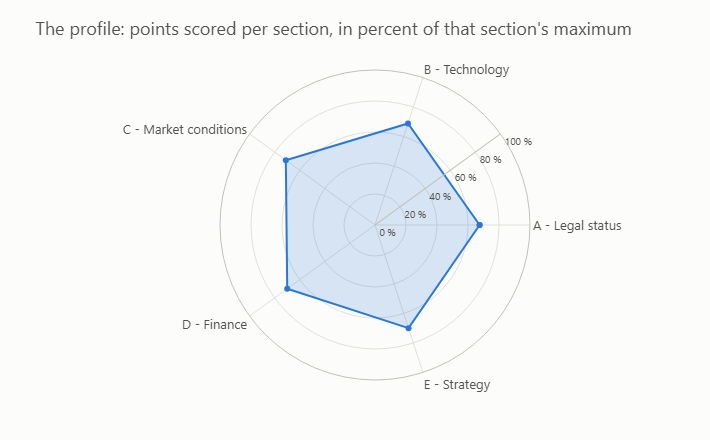 The profile: points scored per section, in percent of that section's maximum
B - Technology
C - Market conditions
100 %
80 %
60 %
40 %
20 %
0 %
A - Legal status
D - Finance
E - Strategy